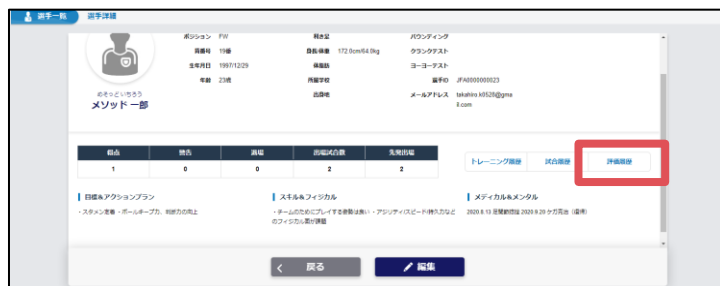 選手一覧 選手詳細
ポジション FW 利き足 バウンディング
背番号 19番 身長/体重 172.0cm/64.0kg クランクテスト
生年月日 1997/12/29 体脂肪 ヨーヨーテスト
年齢 23歳 所属学校 選手ID JFA0000000023
めそっどいちろう 出身地 メールアドレス takahiro.k0528@gma
メソッド 一郎 il.com
得点 警告 退場 出場試合数 先発出場
1 0 0 2 2
トレーニング履歴 試合履歴 評価履歴
目標&アクションプラン スキル&フィジカル メディカル&メンタル
・スタメン定着 ・ボールキープ力、判断力の向上 ・チームのためにプレイする姿勢は良い ・アジリティ/スピード/持久力など 2020.8.13 足関節捻挫 2020.9.20 ケガ完治(復帰)
のフィジカル面が課題
戻る 編集